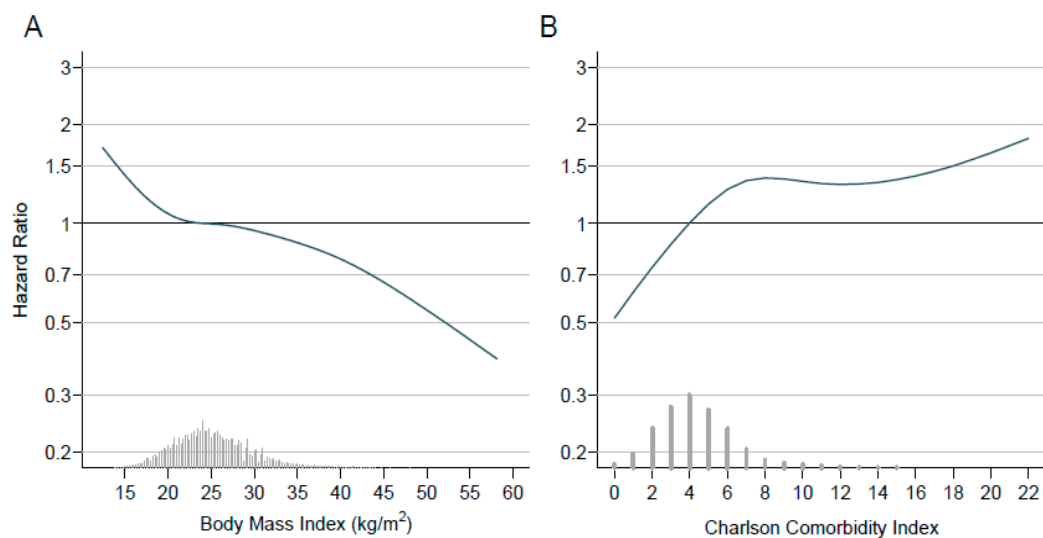 A
B
Hazard Ratio
3
2
1.5
1
0.7
0.5
0.3
0.2
15 20 25 30 35 40 45 50 55 60
Body Mass Index (kg/m²)
3
2
1.5
1
0.7
0.5
0.3
0.2
0 2 4 6 8 10 12 14 16 18 20 22
Charlson Comorbidity Index